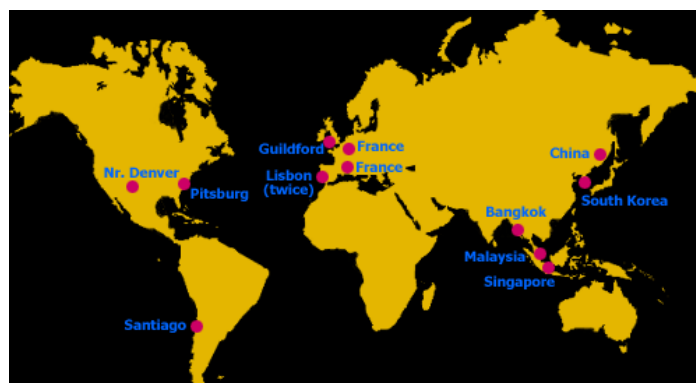 Guildford
France
France
China
Nr. Denver
Lisbon
(twice)
Pitsburg
South Korea
Bangkok
Malaysia
Singapore
Santiago